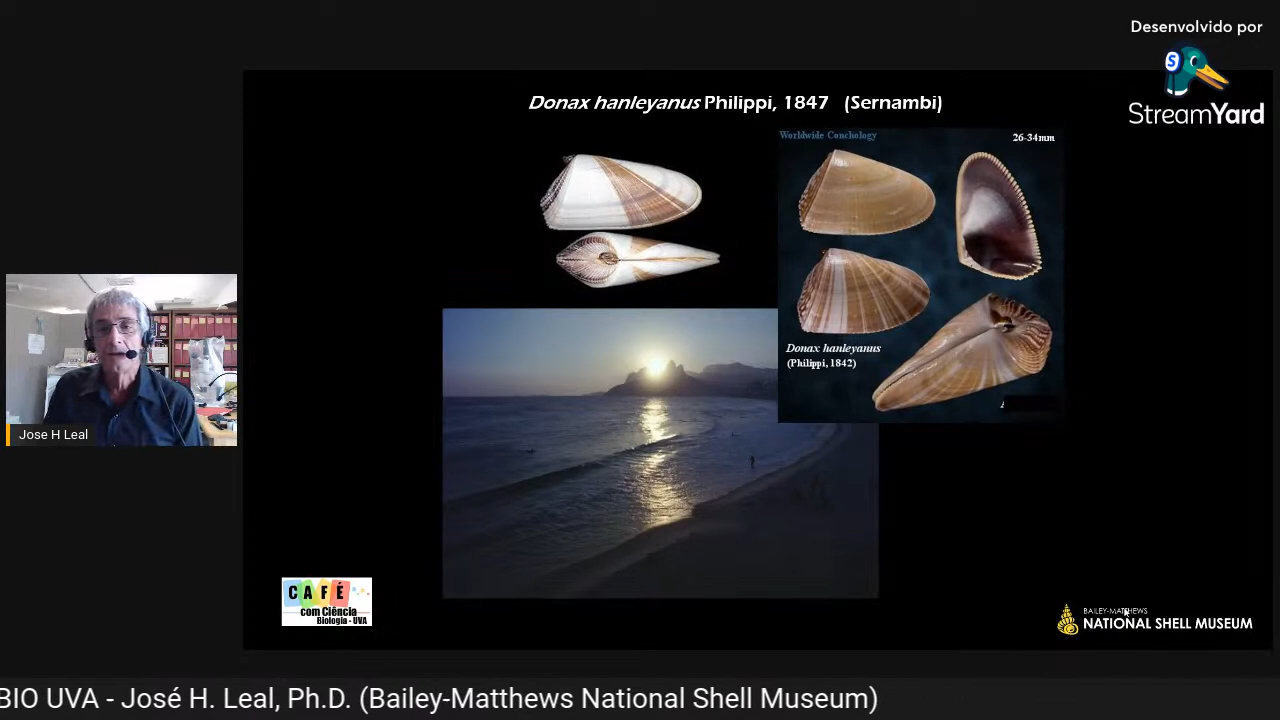 Desenvolvido por
StreamYard
Donax hanleyanus Philippi, 1847 (Sernambi)
Worldwide Conchology
26-34mm
Donax hanleyanus
(Philippi, 1842)
Jose H Leal
CAFÉ
com Ciência
Biologia - UVA
BAILEY-MATTHEWS
NATIONAL SHELL MUSEUM
BIO UVA - José H. Leal, Ph.D. (Bailey-Matthews National Shell Museum)